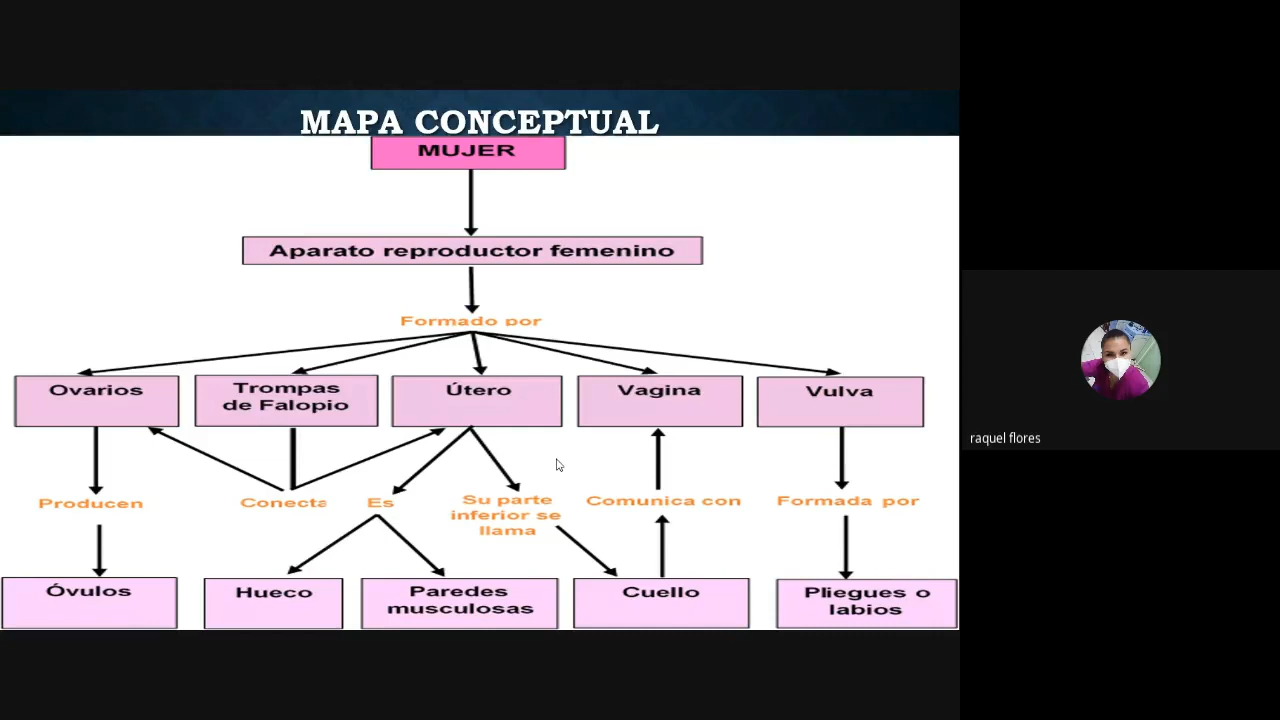 MAPA CONCEPTUAL
MUJER
Aparato reproductor femenino
Formado por
Ovarios
Trompas
de Falopio
Útero
Vagina
Vulva
Producen
Conecta
Es
Su parte
inferior se
llama
Comunica con
Formada por
Óvulos
Hueco
Paredes
musculosas
Cuello
Pliegues o
labios
raquel flores